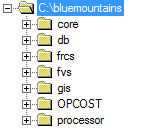 C:\bluemountains
core
db
frcs
fvs
gis
OPCOST
processor